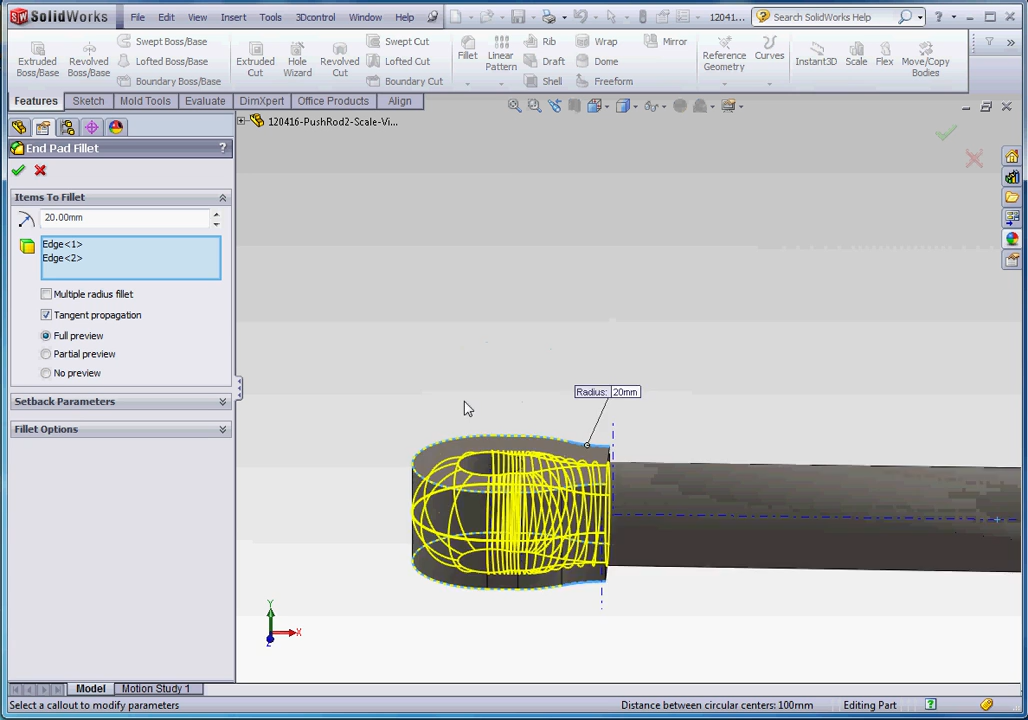 SolidWorks File Edit View Insert Tools 3Dcontrol Window Help 12041... Search SolidWorks Help
Extruded Boss/Base
Revolved Boss/Base
Swept Boss/Base
Lofted Boss/Base
Boundary Boss/Base
Extruded Cut
Hole Wizard
Revolved Cut
Swept Cut
Lofted Cut
Boundary Cut
Fillet
Linear Pattern
Rib
Draft
Shell
Wrap
Dome
Freeform
Mirror
Reference Geometry
Curves
Instant3D
Scale
Flex
Move/Copy Bodies
Features Sketch Mold Tools Evaluate DimXpert Office Products Align
120416-PushRod2-Scale-Vi...
End Pad Fillet ?
Items To Fillet
20.00mm
Edge<1>
Edge<2>
Multiple radius fillet
Tangent propagation
Full preview
Partial preview
No preview
Setback Parameters
Fillet Options
Radius: 20mm
Y
X
Z
Model Motion Study 1
Select a callout to modify parameters Distance between circular centers: 100mm Editing Part ?